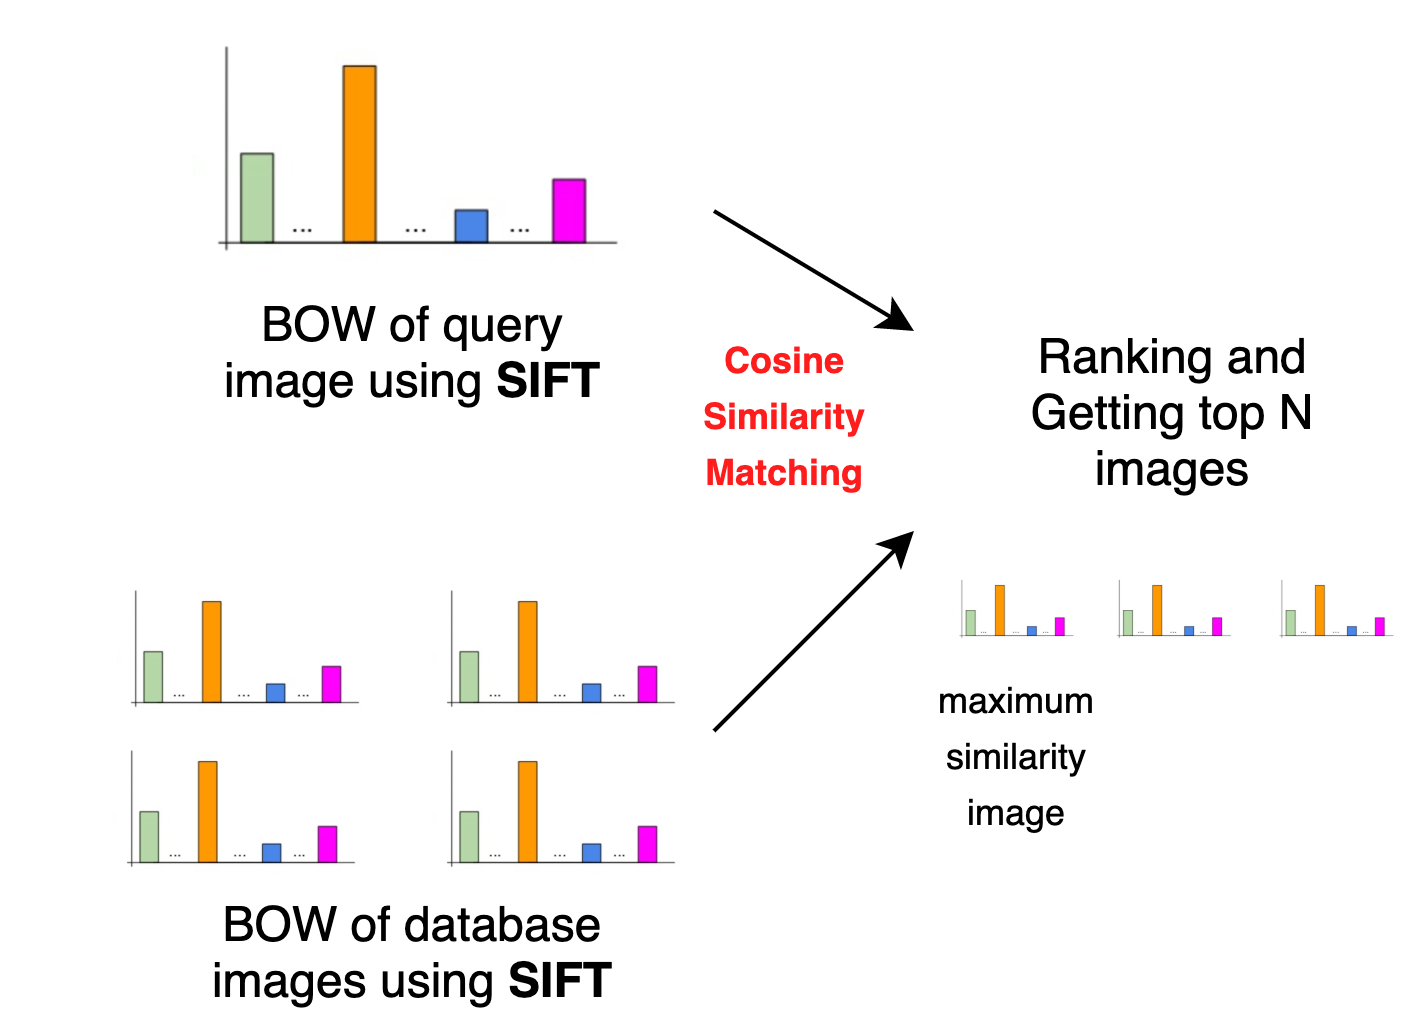 BOW of query
image using SIFT
Cosine
Similarity
Matching
Ranking and
Getting top N
images
maximum
similarity
image
BOW of database
images using SIFT